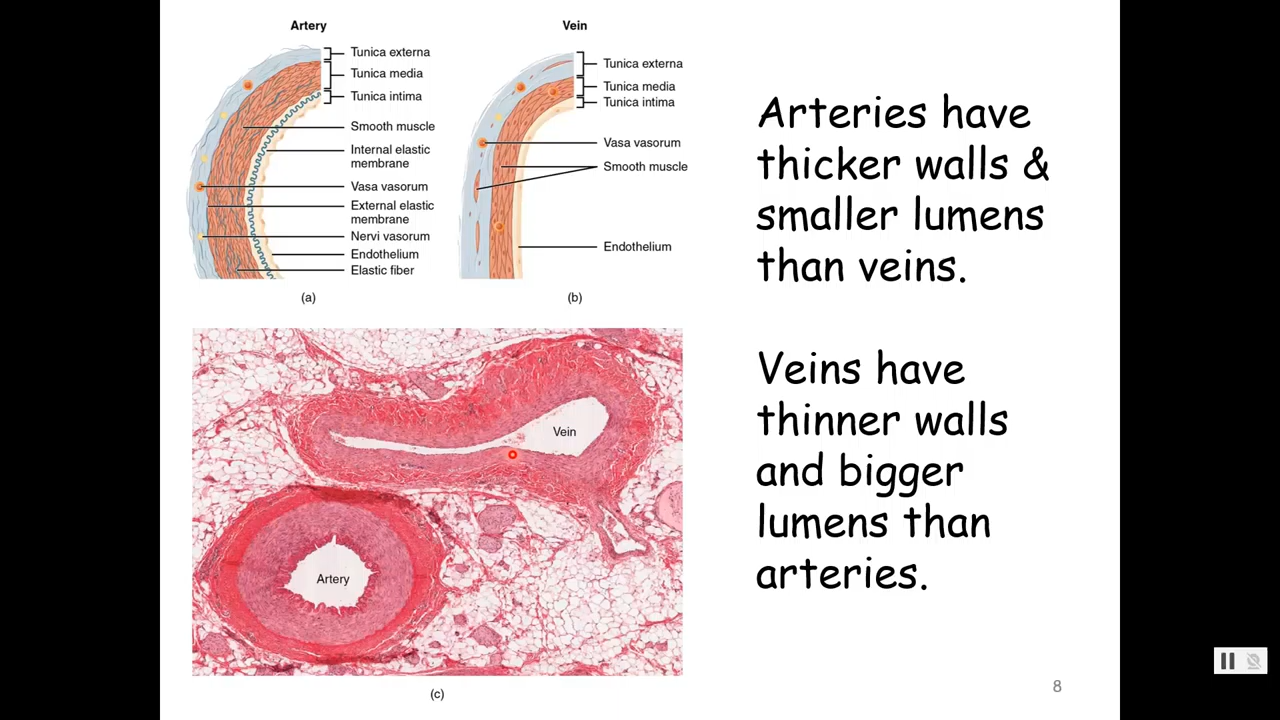 Artery
Tunica externa
Tunica media
Tunica intima
Smooth muscle
Internal elastic
membrane
Vasa vasorum
External elastic
membrane
Nervi vasorum
Endothelium
Elastic fiber
(a)
Vein
Tunica externa
Tunica media
Tunica intima
Vasa vasorum
Smooth muscle
Endothelium
(b)
Vein
Artery
(c)
Arteries have
thicker walls &
smaller lumens
than veins.
Veins have
thinner walls
and bigger
lumens than
arteries.
8